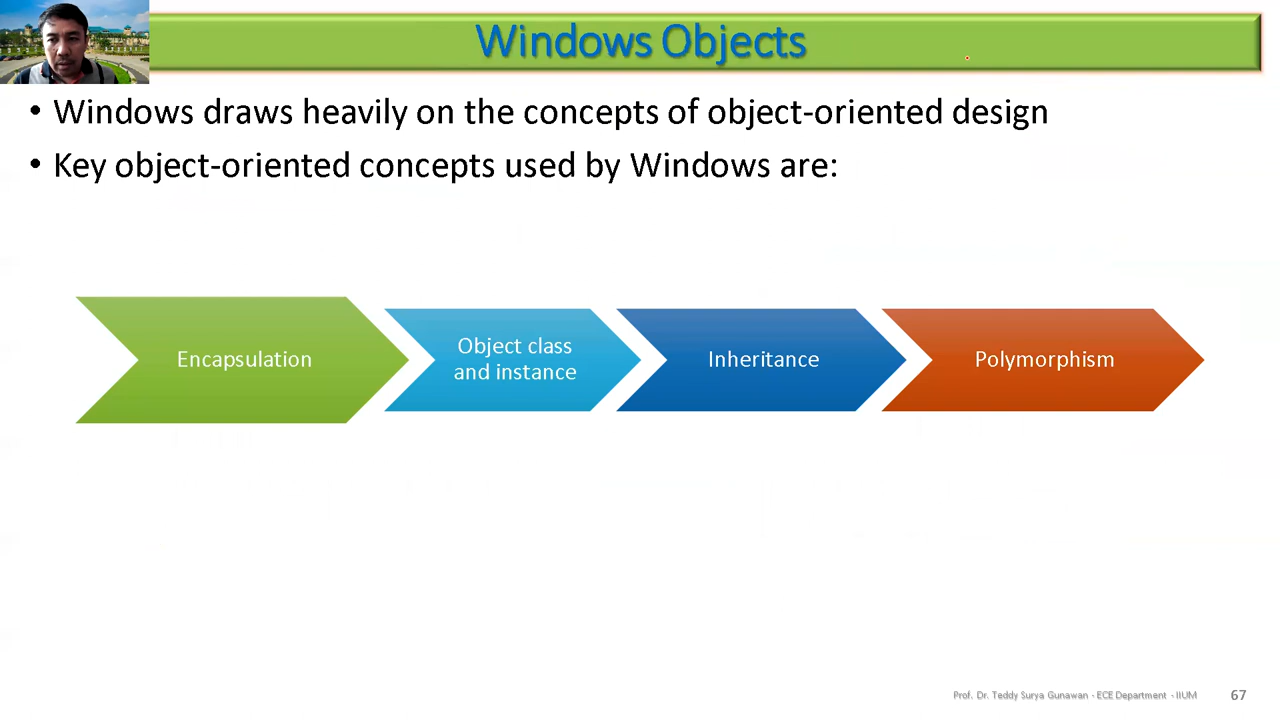 Windows Objects
• Windows draws heavily on the concepts of object-oriented design
• Key object-oriented concepts used by Windows are:
Encapsulation
Object class
and instance
Inheritance
Polymorphism
Prof. Dr. Teddy Surya Gunawan - ECE Department - IIUM
67